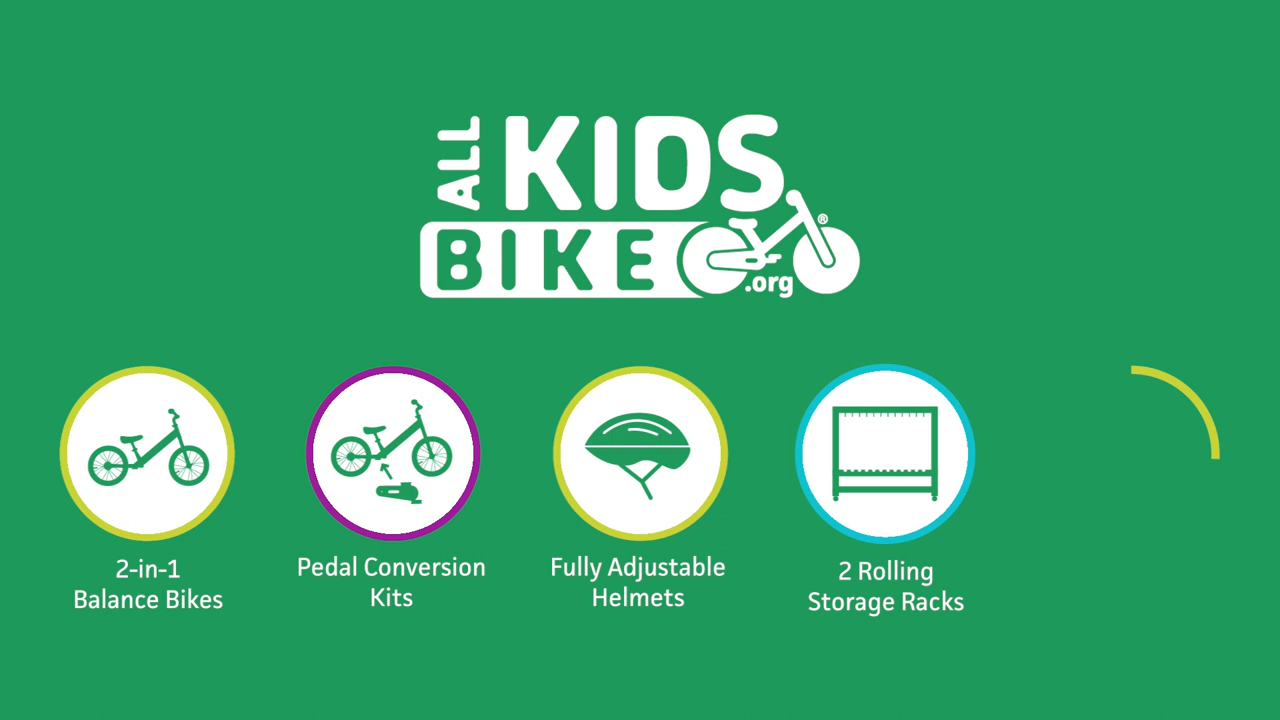 ALL KIDS
BIKE
.org ®
2-in-1
Balance Bikes
Pedal Conversion
Kits
Fully Adjustable
Helmets
2 Rolling
Storage Racks